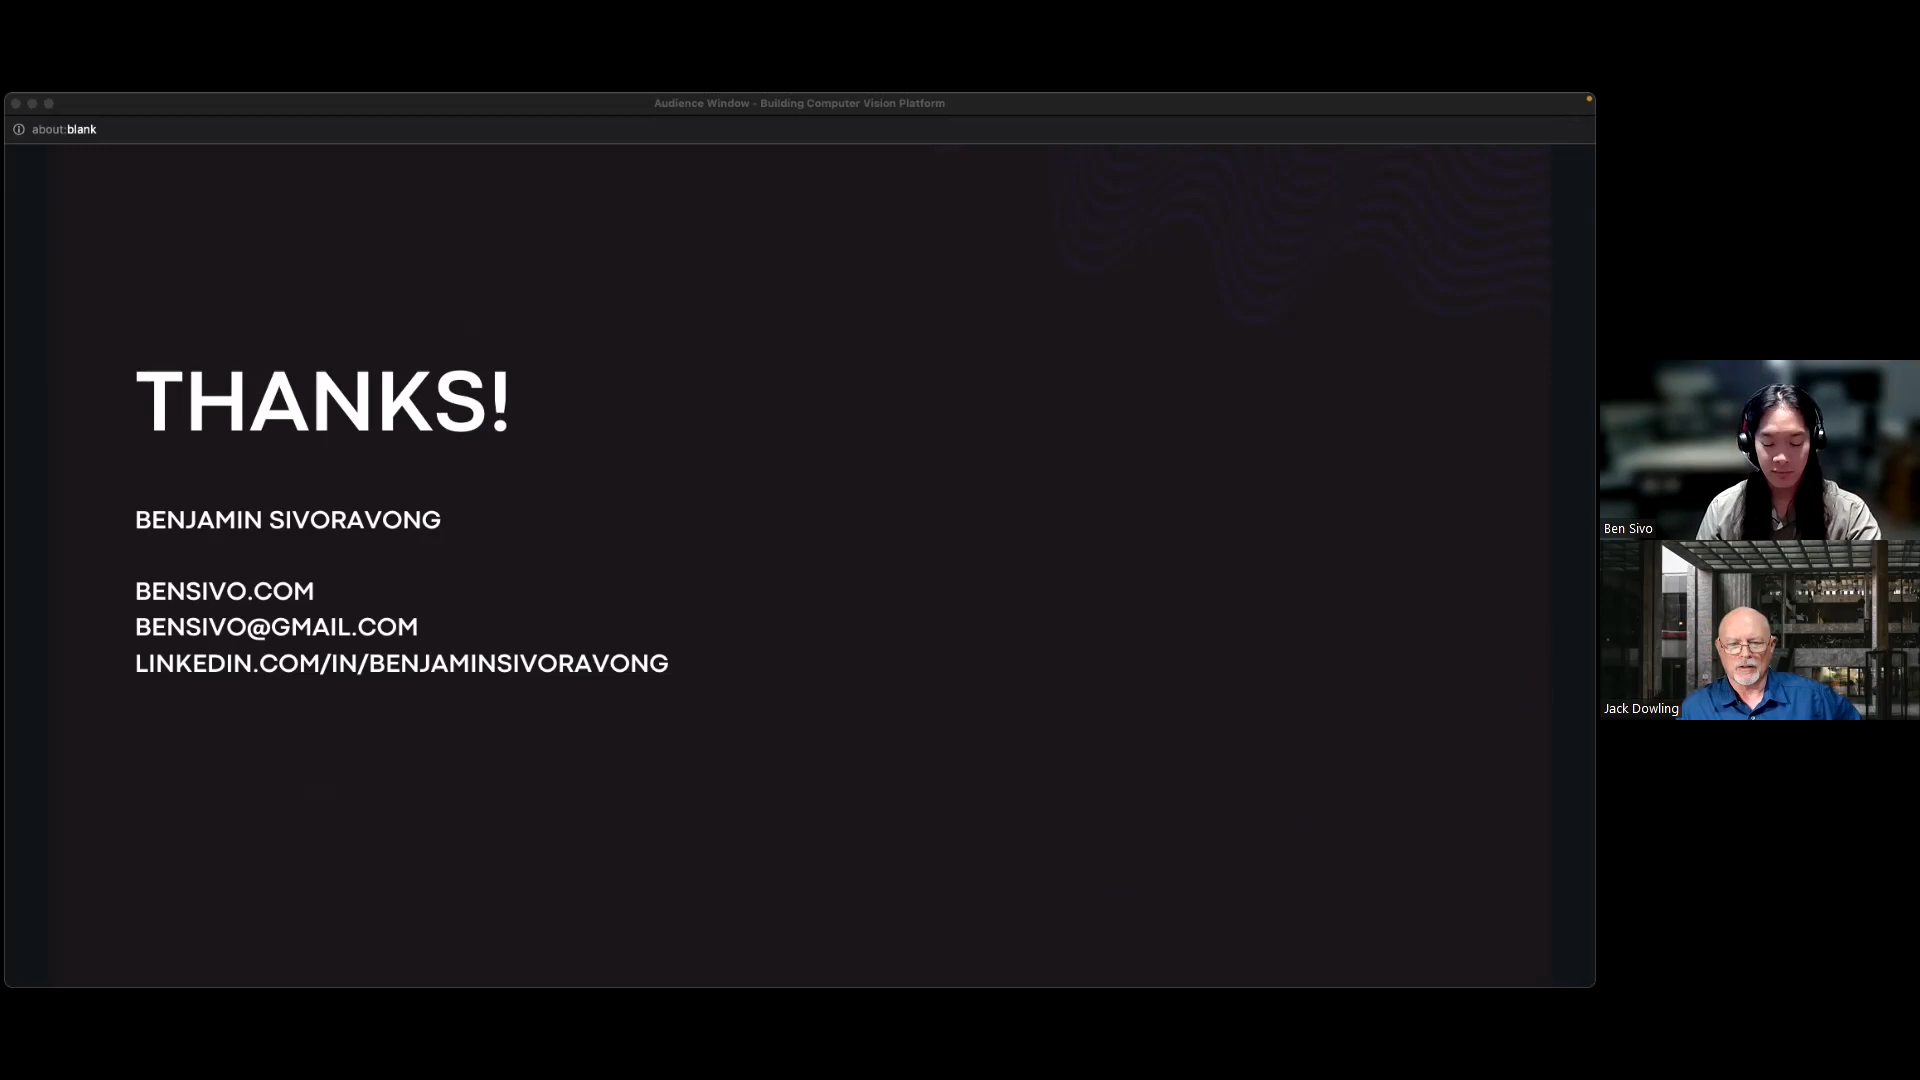 Audience Window - Building Computer Vision Platform
about:blank
THANKS!
BENJAMIN SIVORAVONG
BENSIVO.COM
BENSIVO@GMAIL.COM
LINKEDIN.COM/IN/BENJAMINSIVORAVONG
Ben Sivo
Jack Dowling